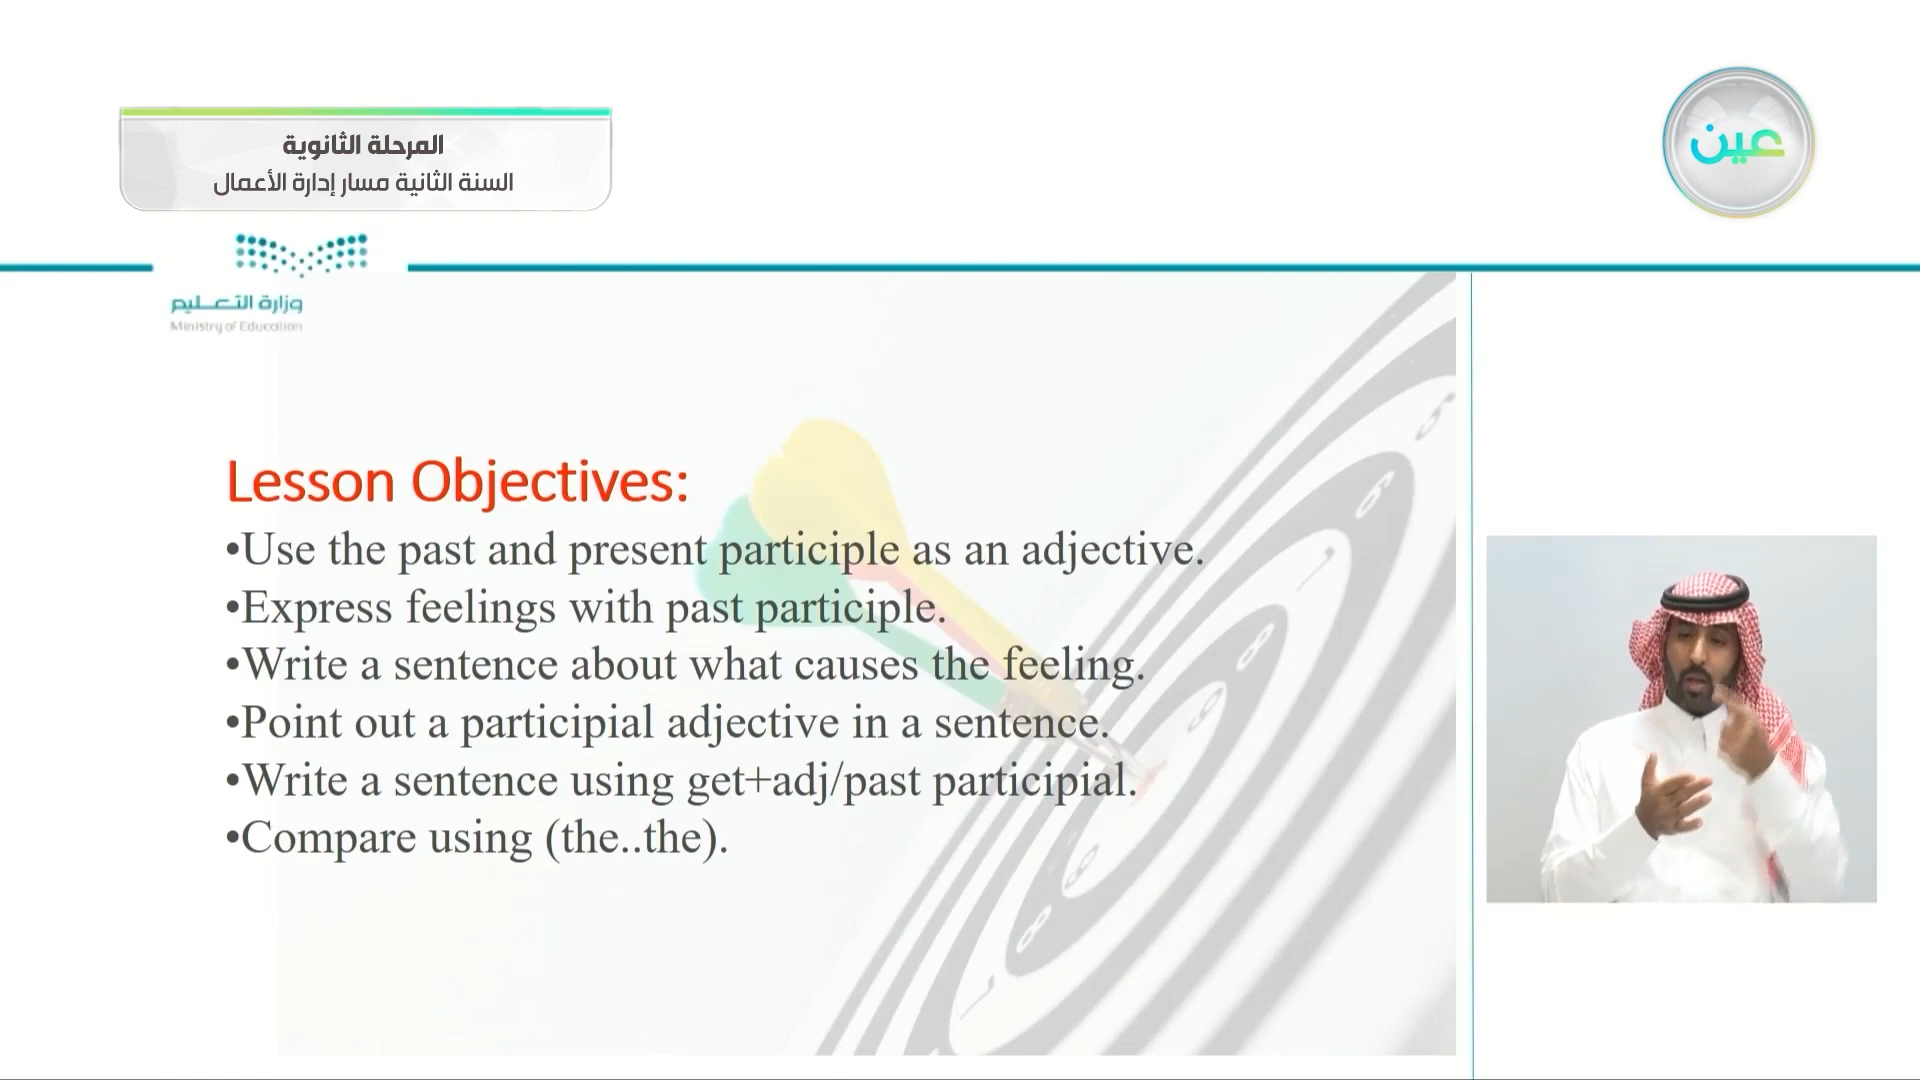 المرحلة الثانوية
السنة الثانية مسار إدارة الأعمال
عين
وزارة التعليم
Ministry of Education
Lesson Objectives:
•Use the past and present participle as an adjective.
•Express feelings with past participle.
•Write a sentence about what causes the feeling.
•Point out a participial adjective in a sentence.
•Write a sentence using get+adj/past participial.
•Compare using (the..the).